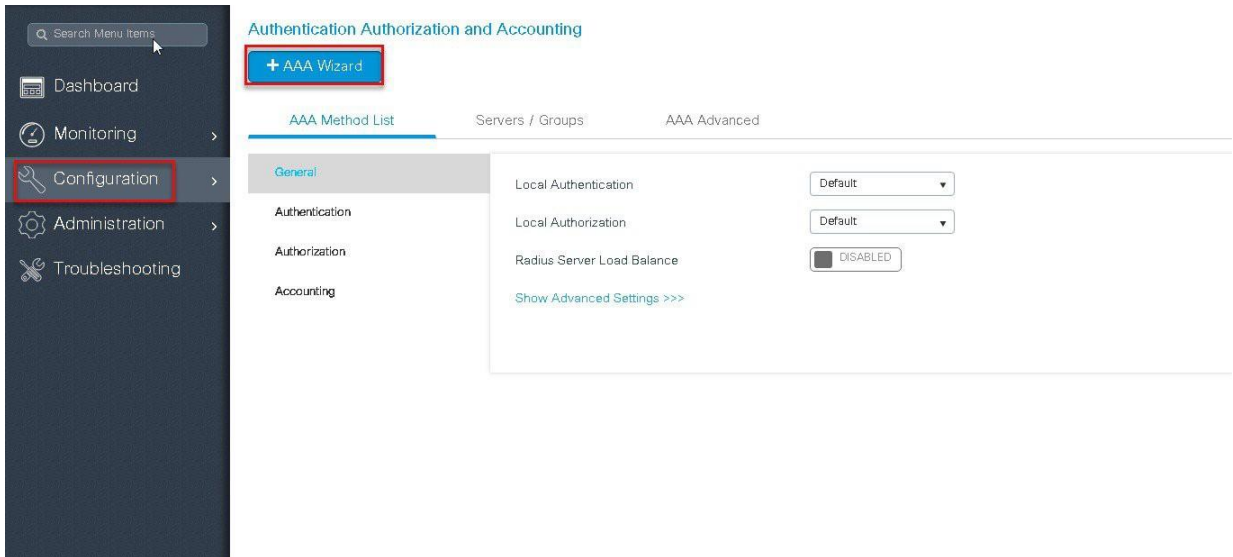 Search Menu Items
Dashboard
Monitoring
Configuration
Administration
Troubleshooting
Authentication Authorization and Accounting
+ AAA Wizard
AAA Method List
Servers / Groups
AAA Advanced
General
Authentication
Authorization
Accounting
Local Authentication
Default
Local Authorization
Default
Radius Server Load Balance
DISABLED
Show Advanced Settings >>>